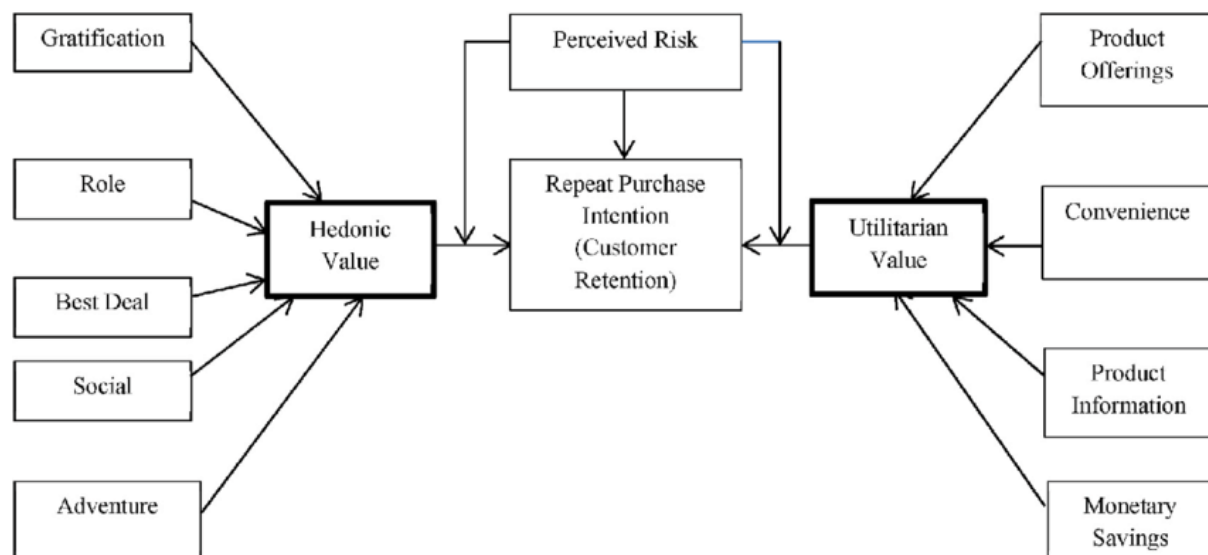 Gratification
Perceived Risk
Product
Offerings
Role
Repeat Purchase
Intention
(Customer
Retention)
Convenience
Hedonic
Value
Utilitarian
Value
Best Deal
Social
Product
Information
Adventure
Monetary
Savings